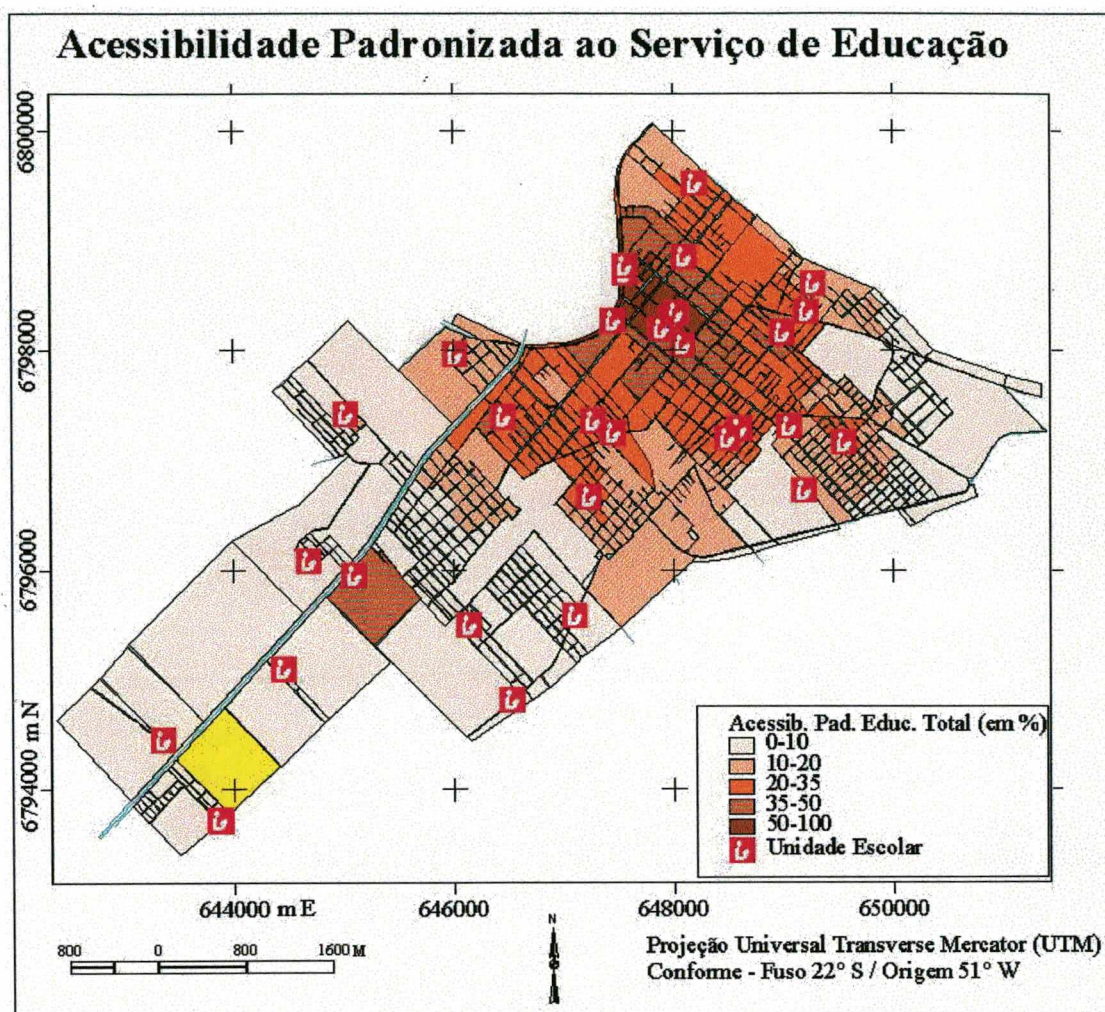 Acessibilidade Padronizada ao Serviço de Educação
6800000
6798000
6796000
6794000 m N
Acessib. Pad. Educ. Total (em %)
0-10
10-20
20-35
35-50
50-100
Unidade Escolar
644000 m E
646000
648000
650000
800
0
800
1600 M
N
Projeção Universal Transverse Mercator (UTM)
Conforme - Fuso 22° S / Origem 51° W